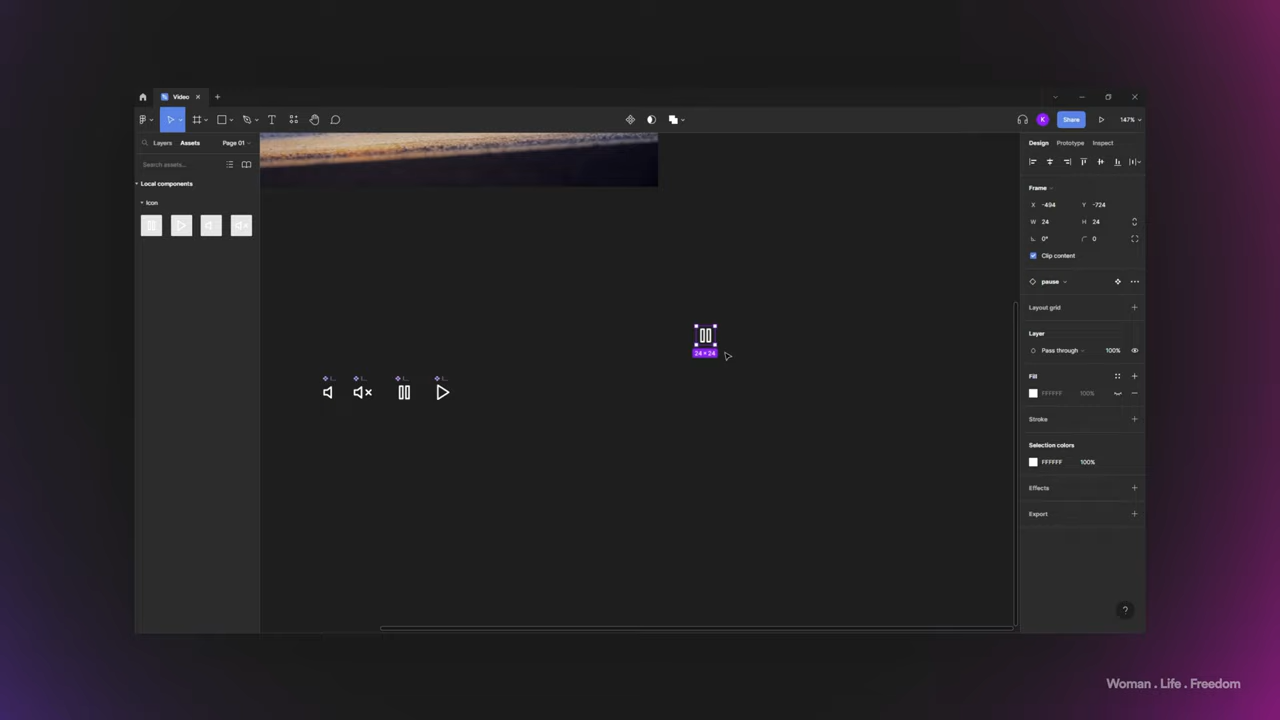 Video
Share
147%
Layers
Assets
Page 01
Design
Prototype
Inspect
Search assets...
Local components
Icon
Frame
X -494 Y -724
W 24 H 24
0° 0
Clip content
pause
Layout grid
Layer
Pass through 100%
Fill
FFFFFF 100%
Stroke
Selection colors
FFFFFF 100%
Effects
Export
24 × 24
I... I... I... I...
K
?
Woman . Life . Freedom